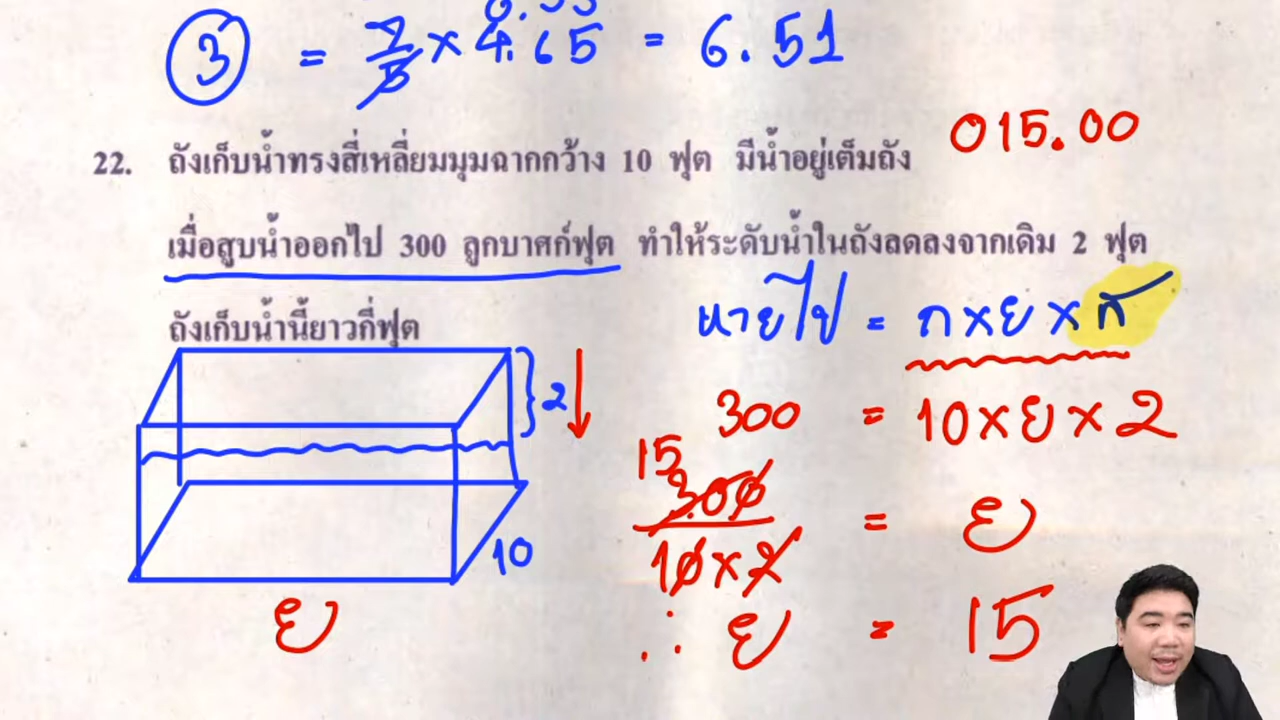 3 = 7/5 × 4.65 = 6.51
015.00
22. ถังเก็บน้ำทรงสี่เหลี่ยมมุมฉากกว้าง 10 ฟุต มีน้ำอยู่เต็มถัง
เมื่อสูบน้ำออกไป 300 ลูกบาศก์ฟุต ทำให้ระดับน้ำในถังลดลงจากเดิม 2 ฟุต
ถังเก็บน้ำนี้ยาวกี่ฟุต
หายไป = ก × ย × ส
2
300 = 10 × ย × 2
15
300/10×2 = ย
10
ย
∴ ย = 15